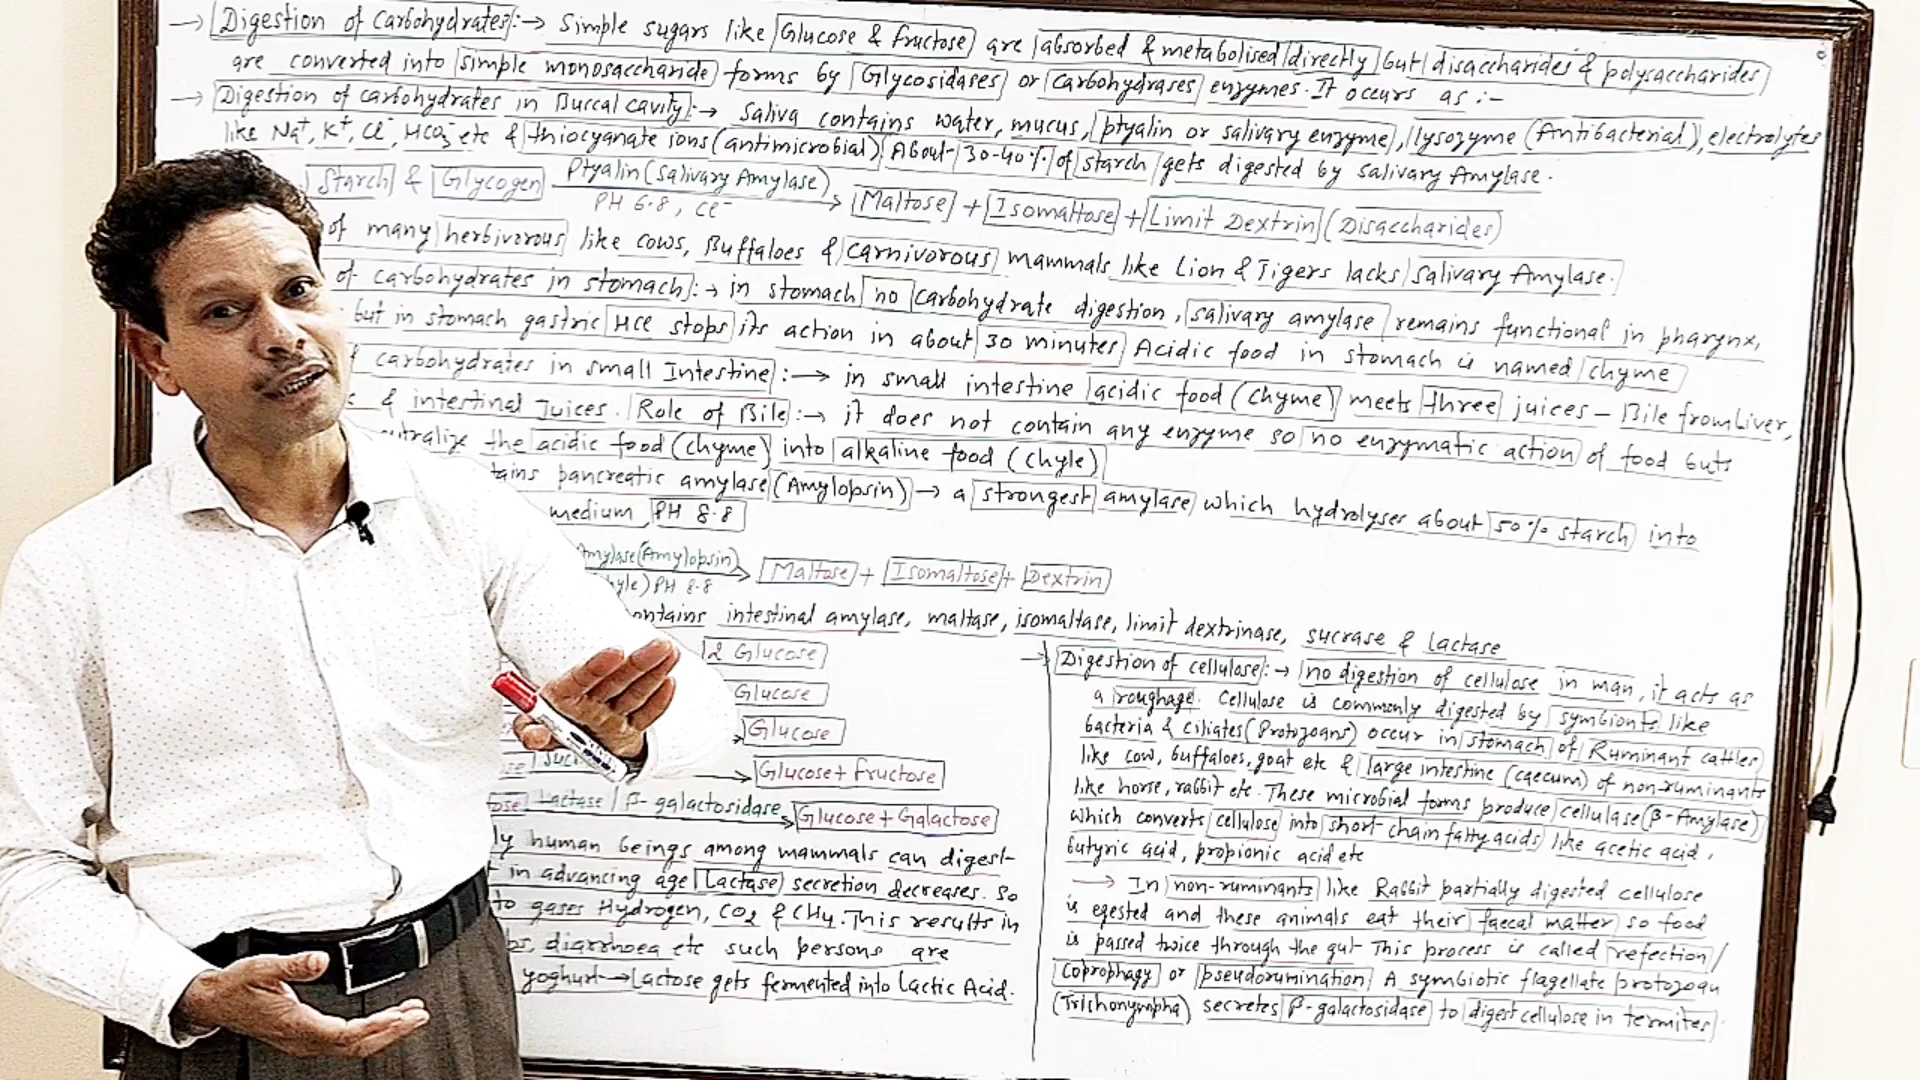 → Digestion of Carbohydrates:→ Simple sugars like Glucose & fructose are absorbed & metabolised directly but disaccharides & polysaccharides
are converted into simple monosaccharide forms by Glycosidases or Carbohydrases enzymes. It occurs as :-
→ Digestion of carbohydrates in Buccal cavity:→ Saliva contains water, mucus, ptyalin or salivary enzyme, lysozyme (Antibacterial), electrolytes
like Na+, K+, Cl-, HCO3- etc & thiocyanate ions (antimicrobial) About 30-40% of starch gets digested by salivary Amylase.
Starch & Glycogen Ptyalin (Salivary Amylase) PH 6.8, Cl- → Maltose + Isomaltose + Limit Dextrin (Disaccharides)
of many herbivorous like cows, Buffaloes & Carnivorous mammals like Lion & Tigers lacks salivary Amylase.
of carbohydrates in stomach:→ in stomach no carbohydrate digestion, salivary amylase remains functional in pharynx,
but in stomach gastric HCl stops its action in about 30 minutes Acidic food in stomach is named chyme
carbohydrates in small Intestine:→ in small intestine acidic food (chyme) meets three juices - Bile from Liver,
& intestinal Juices. Role of Bile:→ it does not contain any enzyme so no enzymatic action of food buts
the acidic food (chyme) into alkaline food (chyle)
pancreatic amylase (Amylopsin) → a strongest amylase which hydrolyses about 50% starch into
medium PH 8.8
Amylase (Amylopsin) PH 8.8 → Maltose + Isomaltose + Dextrin
intestinal amylase, maltase, isomaltase, limit dextrinase, sucrase & lactase
2 Glucose
Glucose
Glucose
→ Glucose + fructose
Lactase / β-galactosidase → Glucose + Galactose
human beings among mammals can digest
in advancing age Lactase secretion decreases. So
to gases Hydrogen, CO2 & CH4. This results in
diarrhoea etc such persons are
yoghurt → Lactose gets fermented into Lactic Acid.
→ Digestion of cellulose:→ no digestion of cellulose in man, it acts as
a roughage. Cellulose is commonly digested by symbionts like
bacteria & ciliates (Protozoans) occur in stomach of Ruminant cattles
like cow, buffaloes, goat etc & large intestine (caecum) of non-ruminants
like horse, rabbit etc. These microbial forms produce cellulase (β-Amylase)
which converts cellulose into short-chain fatty acids like acetic acid,
butyric acid, propionic acid etc
→ In non-ruminants like Rabbit partially digested cellulose
is egested and these animals eat their faecal matter so food
is passed twice through the gut This process is called refection/
Coprophagy or pseudorumination A symbiotic flagellate protozoan
(Trichonympha) secretes β-galactosidase to digest cellulose in termites